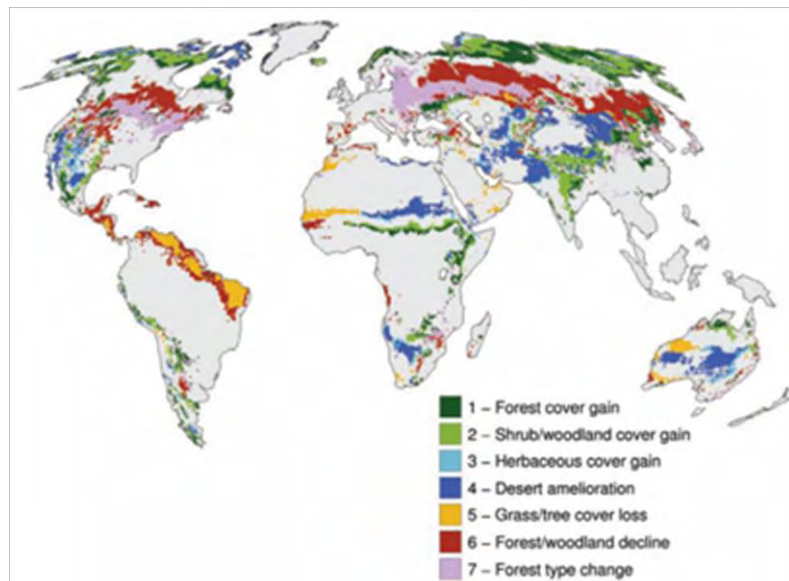 1 – Forest cover gain
2 – Shrub/woodland cover gain
3 – Herbaceous cover gain
4 – Desert amelioration
5 – Grass/tree cover loss
6 – Forest/woodland decline
7 – Forest type change